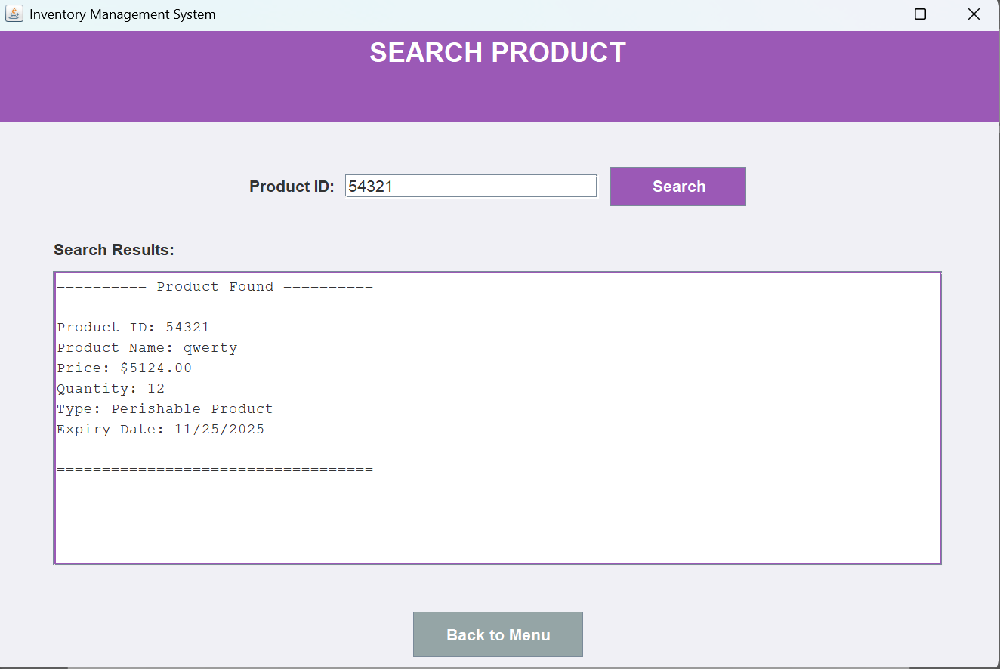 Inventory Management System
SEARCH PRODUCT
Product ID: 54321 Search
Search Results:
========== Product Found ==========
Product ID: 54321
Product Name: qwerty
Price: $5124.00
Quantity: 12
Type: Perishable Product
Expiry Date: 11/25/2025
===================================
Back to Menu